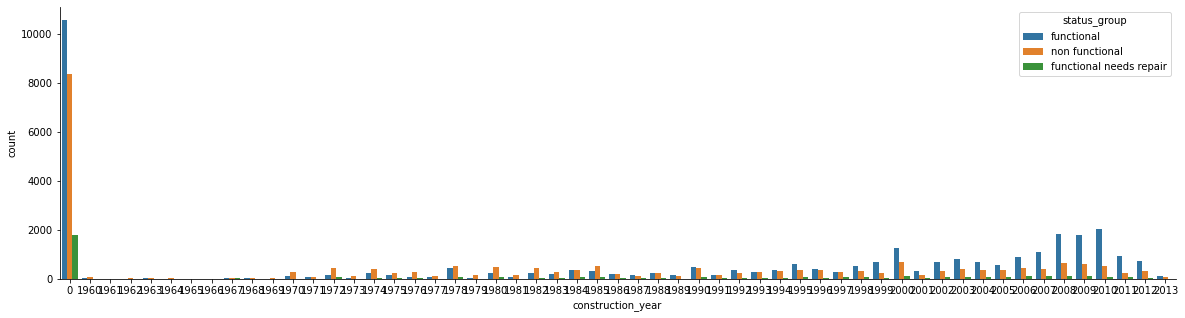 status_group
functional
non functional
functional needs repair
10000
8000
6000
4000
2000
0
count
0 1960 1961 1962 1963 1964 1965 1966 1967 1968 1969 1970 1971 1972 1973 1974 1975 1976 1977 1978 1979 1980 1981 1982 1983 1984 1985 1986 1987 1988 1989 1990 1991 1992 1993 1994 1995 1996 1997 1998 1999 2000 2001 2002 2003 2004 2005 2006 2007 2008 2009 2010 2011 2012 2013
construction_year